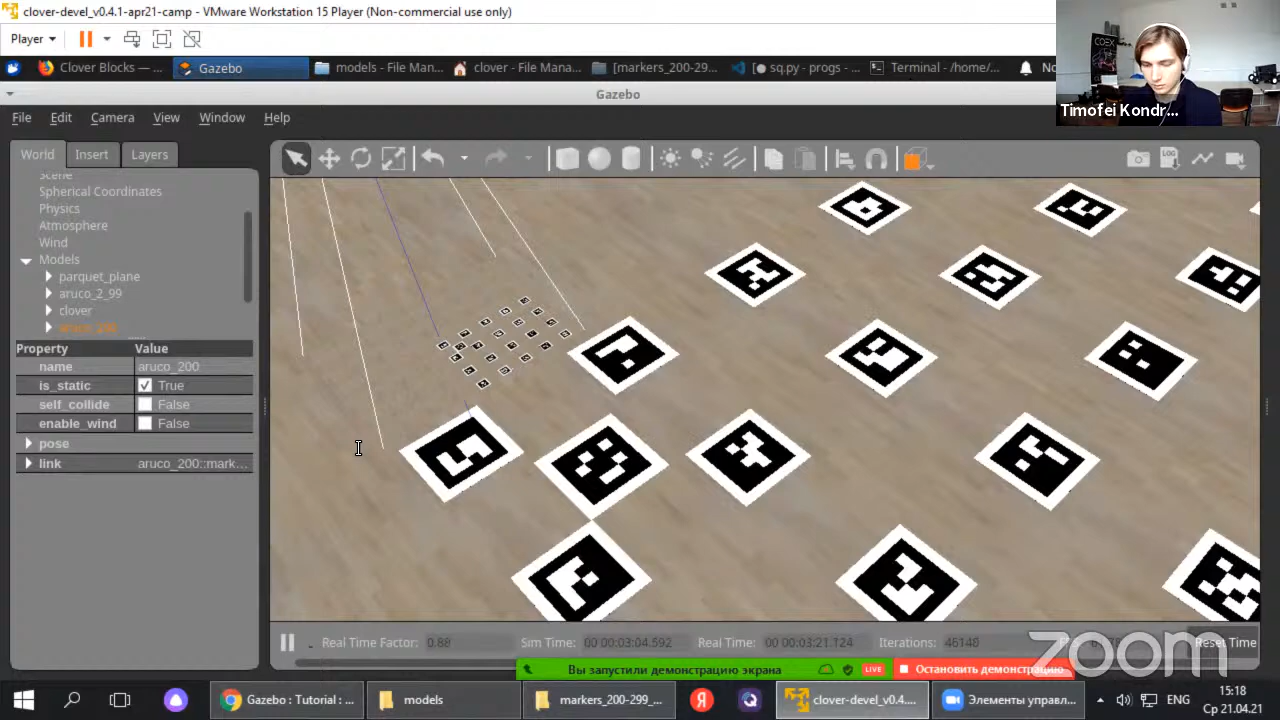 clover-devel_v0.4.1-apr21-camp - VMware Workstation 15 Player (Non-commercial use only)
Player
Clover Blocks — ...
Gazebo
models - File Man...
clover - File Mana...
[markers_200-29...
[● sq.py - progs - ...
Terminal - /home/...
Gazebo
COEX
Timofei Kondr...
File Edit Camera View Window Help
World Insert Layers
LOG
Scene
Spherical Coordinates
Physics
Atmosphere
Wind
Models
parquet_plane
aruco_2_99
clover
aruco_200
Property Value
name aruco_200
is_static True
self_collide False
enable_wind False
pose
link aruco_200::mark...
Real Time Factor: 0.88 Sim Time: 00 00:03:04.592 Real Time: 00 00:03:21.124 Iterations: 46148 Reset Time
zoom
Вы запустили демонстрацию экрана LIVE Остановить демонстрацию
Gazebo : Tutorial : ...
models
markers_200-299_...
Я
clover-devel_v0.4....
Элементы управл...
ENG
15:18
Ср 21.04.21